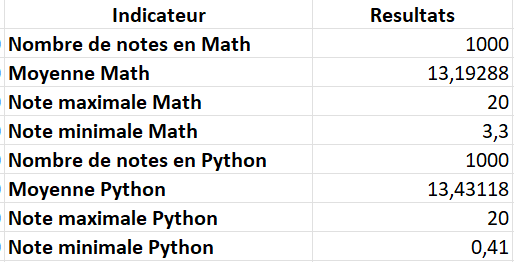 Indicateur Resultats
Nombre de notes en Math 1000
Moyenne Math 13,19288
Note maximale Math 20
Note minimale Math 3,3
Nombre de notes en Python 1000
Moyenne Python 13,43118
Note maximale Python 20
Note minimale Python 0,41